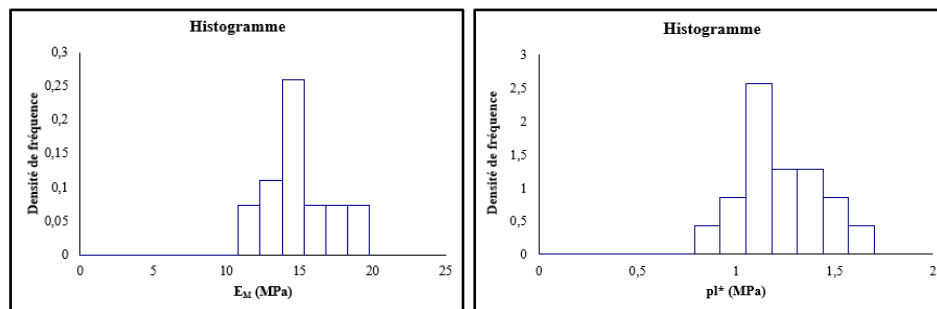 Histogramme
Densité de fréquence
0,3
0,25
0,2
0,15
0,1
0,05
0
0 5 10 15 20 25
E_M (MPa)
Histogramme
Densité de fréquence
3
2,5
2
1,5
1
0,5
0
0 0,5 1 1,5 2
pl* (MPa)